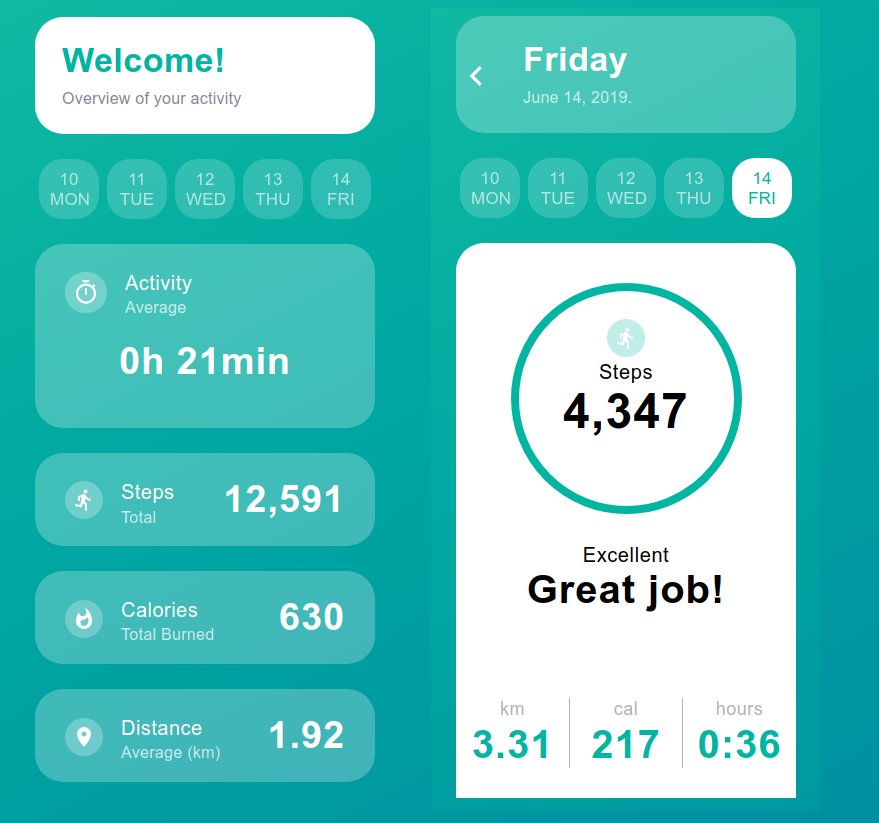 Welcome!
Overview of your activity
10 11 12 13 14
MON TUE WED THU FRI
Activity
Average
0h 21min
Steps
Total
12,591
Calories
Total Burned
630
Distance
Average (km)
1.92
Friday
June 14, 2019.
10 11 12 13 14
MON TUE WED THU FRI
Steps
4,347
Excellent
Great job!
km cal hours
3.31 217 0:36